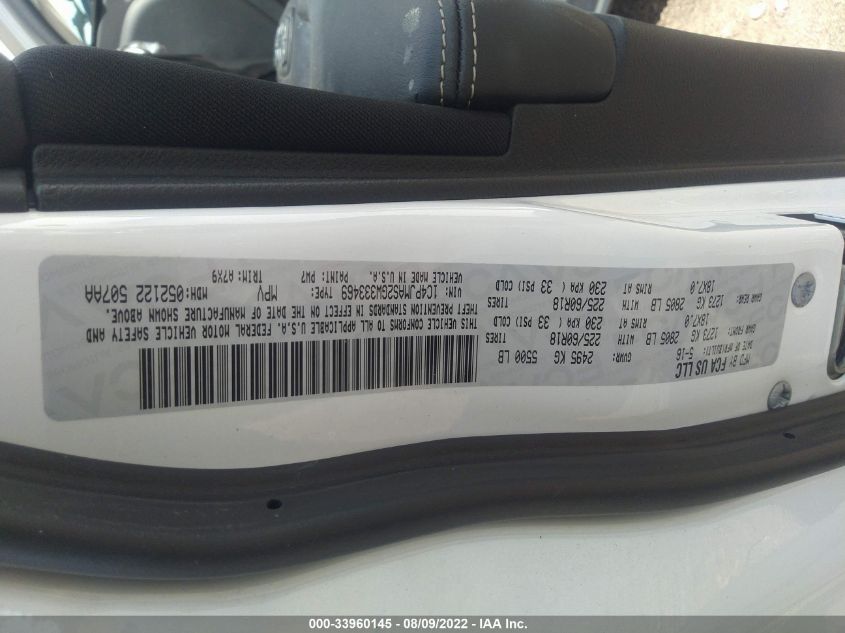 MFD BY FCA US LLC
DATE OF MFR(BUILT): 5-16
GVWR: 2495 KG 5500 LB
GAWR FRONT: 1273 KG 2805 LB WITH TIRES 225/60R18
18X7.0 RIMS AT 230 KPA ( 33 PSI) COLD
GAWR REAR: 1273 KG 2805 LB WITH TIRES 225/60R18
18X7.0 RIMS AT 230 KPA ( 33 PSI) COLD
THIS VEHICLE CONFORMS TO ALL APPLICABLE U.S.A. FEDERAL MOTOR VEHICLE SAFETY AND
THEFT PREVENTION STANDARDS IN EFFECT ON THE DATE OF MANUFACTURE SHOWN ABOVE.
VIN: 1C4PJMAS2GW333469 TYPE: MPV MDH: 052122 507AA
VEHICLE MADE IN U.S.A. PAINT: PW7 TRIM: A7X9
000-33960145 - 08/09/2022 - IAA Inc.